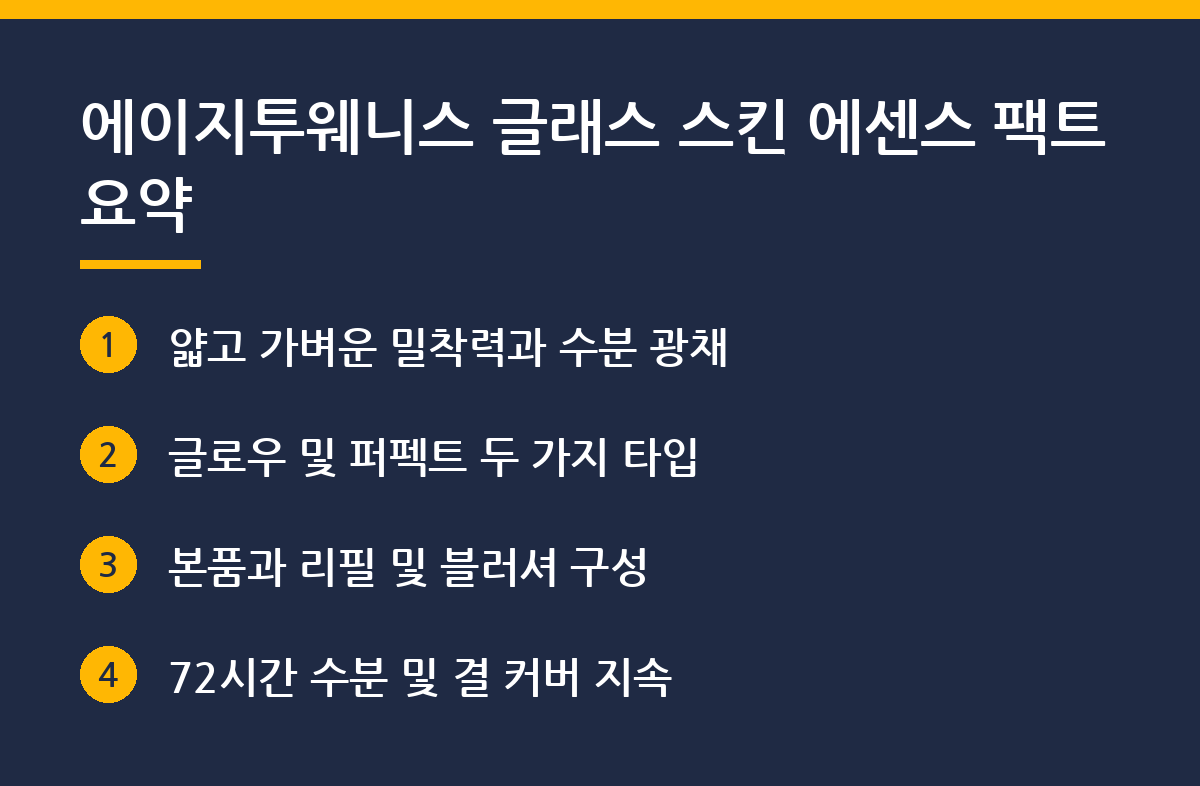 에이지투웨니스 글래스 스킨 에센스 팩트
요약
1 얇고 가벼운 밀착력과 수분 광채
2 글로우 및 퍼펙트 두 가지 타입
3 본품과 리필 및 블러셔 구성
4 72시간 수분 및 결 커버 지속